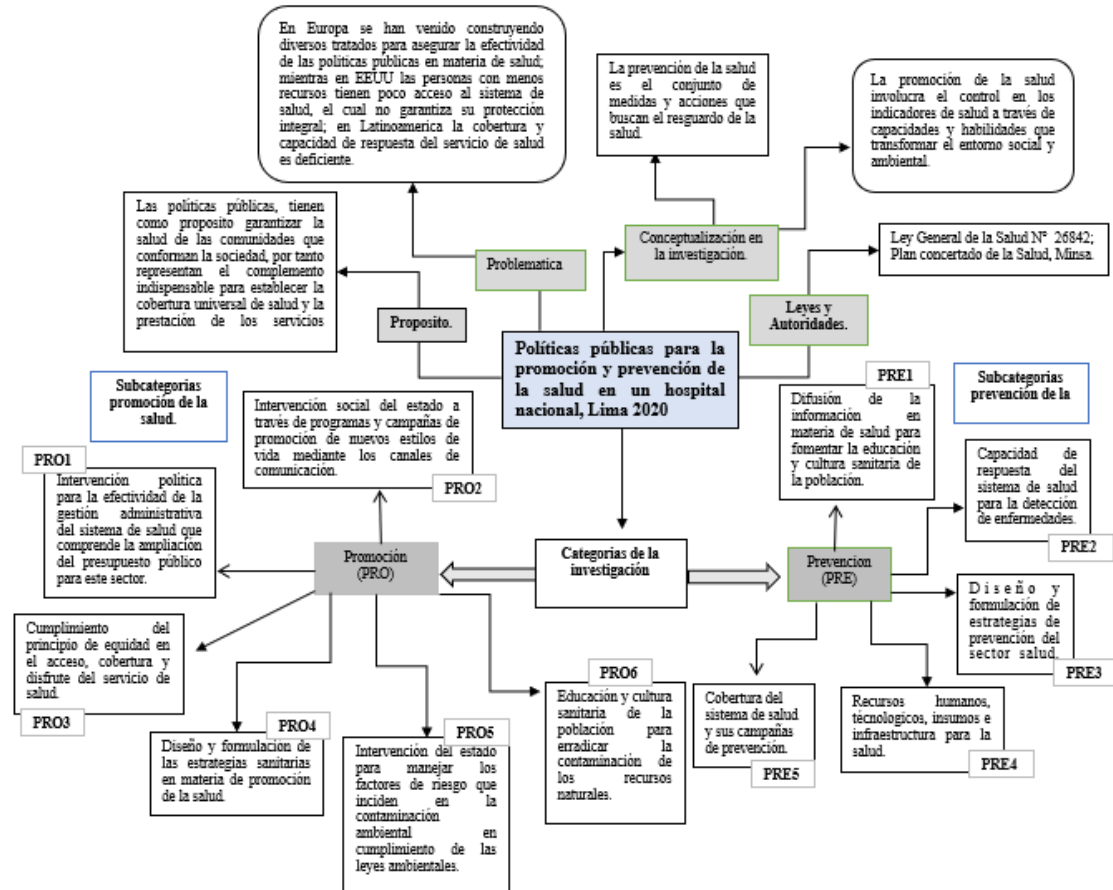 En Europa se han venido construyendo
diversos tratados para asegurar la efectividad
de las políticas públicas en materia de salud;
mientras en EEUU las personas con menos
recursos tienen poco acceso al sistema de
salud, el cual no garantiza su protección
integral; en Latinoamerica la cobertura y
capacidad de respuesta del servicio de salud
es deficiente.
La prevención de la salud
es el conjunto de
medidas y acciones que
buscan el resguardo de la
salud.
La promoción de la salud
involucra el control en los
indicadores de salud a través de
capacidades y habilidades que
transformar el entorno social y
ambiental.
Las políticas públicas, tienen
como proposito garantizar la
salud de las comunidades que
conforman la sociedad, por tanto
representan el complemento
indispensable para establecer la
cobertura universal de salud y la
prestación de los servicios
Problematica
Conceptualización en
la investigación.
Ley General de la Salud N° 26842;
Plan concertado de la Salud, Minsa.
Proposito.
Leyes y
Autoridades.
Políticas públicas para la
promoción y prevención de
la salud en un hospital
nacional, Lima 2020
Subcategorias
promoción de la
salud.
Subcategorias
prevención de la
PRO1
Intervención política
para la efectividad de la
gestión administrativa
del sistema de salud que
comprende la ampliación
del presupuesto público
para este sector.
Intervención social del estado a
través de programas y campañas de
promoción de nuevos estilos de
vida mediante los canales de
comunicación.
PRO2
PRE1
Difusión de la
información en
materia de salud para
fomentar la educación
y cultura sanitaria de
la población.
Capacidad de
respuesta del
sistema de salud
para la detección
de enfermedades.
PRE2
Promoción
(PRO)
Categorias de la
investigación
Prevencion
(PRE)
Diseño y
formulación de
estrategias de
prevención del
sector salud.
PRE3
Cumplimiento del
principio de equidad en
el acceso, cobertura y
disfrute del servicio de
salud.
PRO3
PRO4
Diseño y formulación de
las estrategias sanitarias
en materia de promoción
de la salud.
PRO5
Intervención del estado
para manejar los
factores de riesgo que
inciden en la
contaminación
ambiental en
cumplimiento de las
leyes ambientales.
PRO6
Educación y cultura
sanitaria de la
población para
erradicar la
contaminación de
los recursos
naturales.
Cobertura del
sistema de salud
y sus campañas
de prevención.
PRE5
Recursos humanos,
técnologicos, insumos e
infraestructura para la
salud.
PRE4